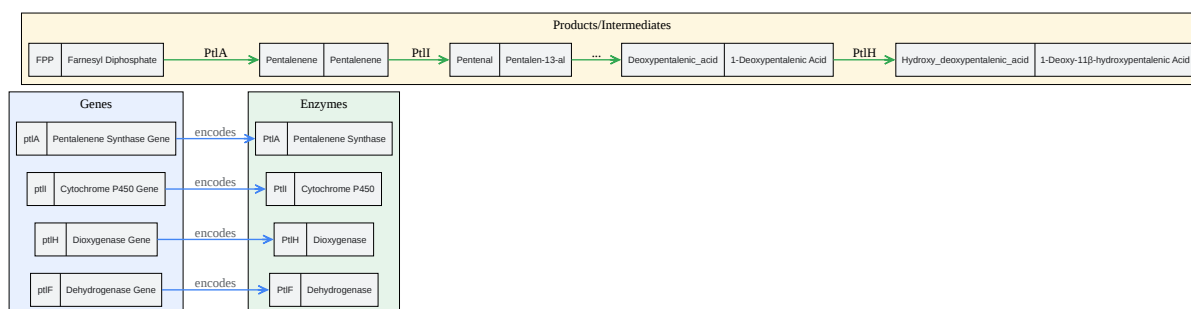 Products/Intermediates
FPP Farnesyl Diphosphate PtlA Pentalenene Pentalenene PtlI Pentenal Pentalen-13-al ... Deoxypentalenic_acid 1-Deoxypentalenic Acid PtlH Hydroxy_deoxypentalenic_acid 1-Deoxy-11β-hydroxypentalenic Acid
Genes Enzymes
ptlA Pentalenene Synthase Gene encodes PtlA Pentalenene Synthase
ptlI Cytochrome P450 Gene encodes PtlI Cytochrome P450
ptlH Dioxygenase Gene encodes PtlH Dioxygenase
ptlF Dehydrogenase Gene encodes PtlF Dehydrogenase